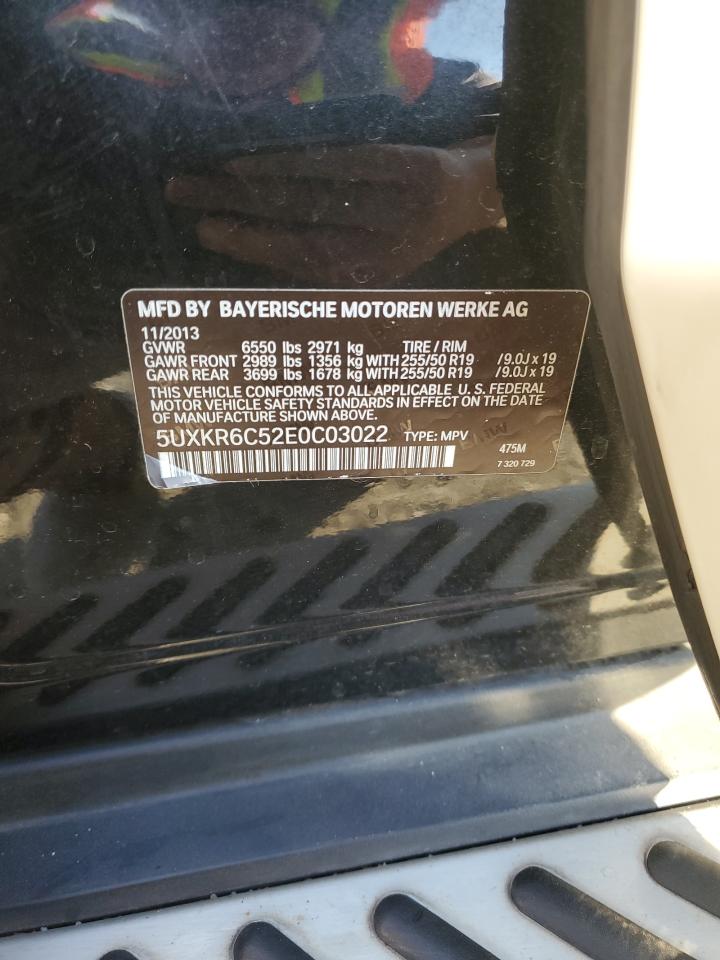 MFD BY BAYERISCHE MOTOREN WERKE AG
11/2013
GVWR 6550 lbs 2971 kg TIRE / RIM
GAWR FRONT 2989 lbs 1356 kg WITH 255/50 R19 /9.0J x 19
GAWR REAR 3699 lbs 1678 kg WITH 255/50 R19 /9.0J x 19
THIS VEHICLE CONFORMS TO ALL APPLICABLE U. S. FEDERAL
MOTOR VEHICLE SAFETY STANDARDS IN EFFECT ON THE DATE
OF MANUFACTURE SHOWN ABOVE.
5UXKR6C52E0C03022 TYPE: MPV
475M
7 320 729